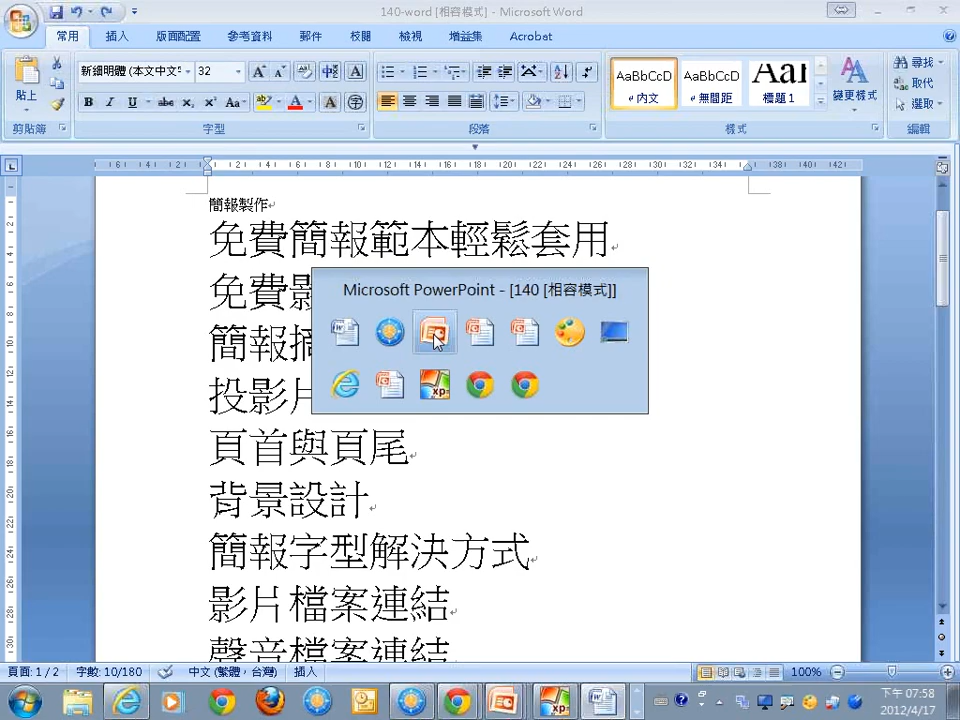 140-word [相容模式] - Microsoft Word
常用 插入 版面配置 參考資料 郵件 校閱 檢視 增益集 Acrobat
貼上
新細明體 (本文中文字 32
AaBbCcD AaBbCcD AaBl
內文 無間距 標題 1
變更樣式
尋找
取代
選取
剪貼簿 字型 段落 樣式 編輯
簡報製作
免費簡報範本輕鬆套用
免費影
簡報摘
投影片
頁首與頁尾
背景設計
簡報字型解決方式
影片檔案連結
聲音檔案連結
Microsoft PowerPoint - [140 [相容模式]]
頁面: 1 / 2 字數: 10/180 中文 (繁體，台灣) 插入 100%
下午 07:58
2012/4/17